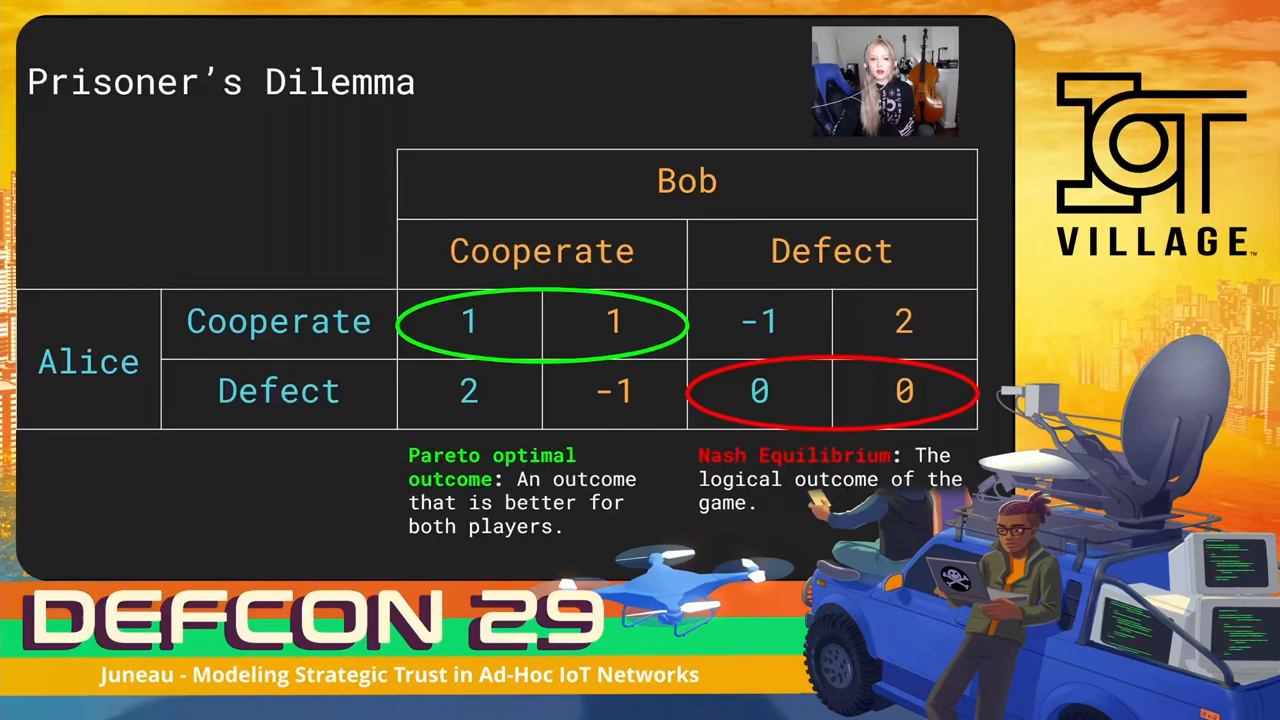 Prisoner’s Dilemma
IOT
VILLAGE™
Bob
Cooperate Defect
Alice
Cooperate 1 1 -1 2
Defect 2 -1 0 0
Pareto optimal
outcome: An outcome
that is better for
both players.
Nash Equilibrium: The
logical outcome of the
game.
DEFCON 29
Juneau - Modeling Strategic Trust in Ad-Hoc IoT Networks